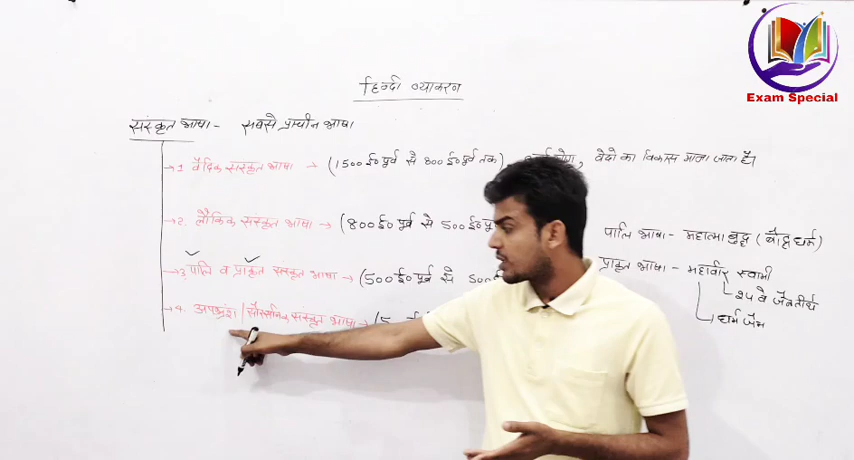 Exam Special
हिन्दी व्याकरण
संस्कृत भाषा - सबसे प्राचीन भाषा
→ 1 वैदिक संस्कृत भाषा → (1500 ई० पूर्व से 800 ई० पूर्व तक) , वेदो का विकास माना जाता है।
→ 2. लौकिक संस्कृत भाषा → (800 ई० पूर्व से 500 ई० पू
पालि भाषा - महात्मा बुद्ध (बौद्ध धर्म)
→ 3 पालि व प्राकृत संस्कृत भाषा → (500 ई० पूर्व से 500
प्राकृत भाषा - महावीर स्वामी
24 वे जैनतीर्थ
→ 4. अपभ्रंश / संस्कृत भाषा →
धर्म जैन